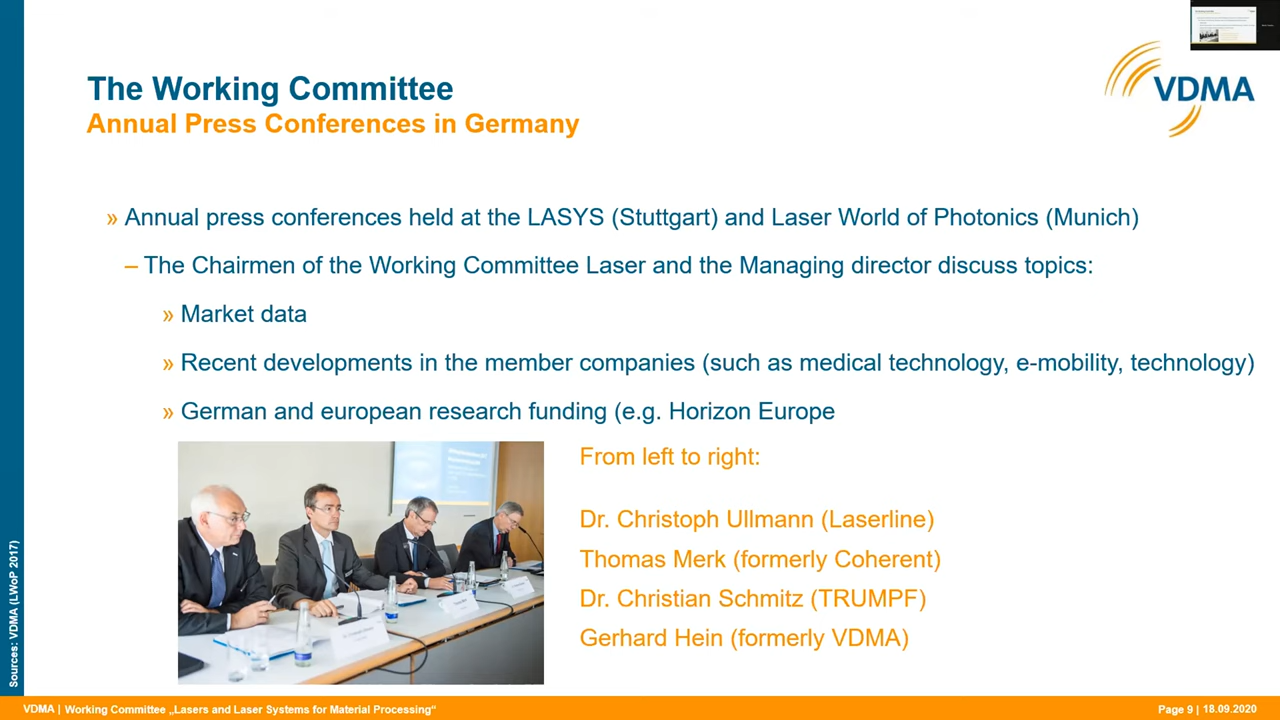 The Working Committee
Annual Press Conferences in Germany
VDMA
» Annual press conferences held at the LASYS (Stuttgart) and Laser World of Photonics (Munich)
– The Chairmen of the Working Committee Laser and the Managing director discuss topics:
» Market data
» Recent developments in the member companies (such as medical technology, e-mobility, technology)
» German and european research funding (e.g. Horizon Europe
From left to right:
Dr. Christoph Ullmann (Laserline)
Thomas Merk (formerly Coherent)
Dr. Christian Schmitz (TRUMPF)
Gerhard Hein (formerly VDMA)
Sources: VDMA (LWoP 2017)
VDMA | Working Committee „Lasers and Laser Systems for Material Processing“
Page 9 | 18.09.2020